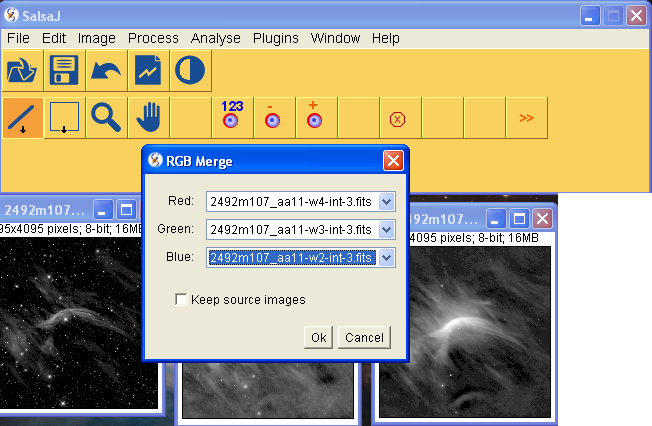 SalsaJ
File Edit Image Process Analyse Plugins Window Help
123 - + >>
RGB Merge
Red: 2492m107_aa11-w4-int-3.fits
Green: 2492m107_aa11-w3-int-3.fits
Blue: 2492m107_aa11-w2-int-3.fits
Keep source images
Ok Cancel
2492m107...
95x4095 pixels; 8-bit; 16MB
92m107_...
4095 pixels; 8-bit; 16MB